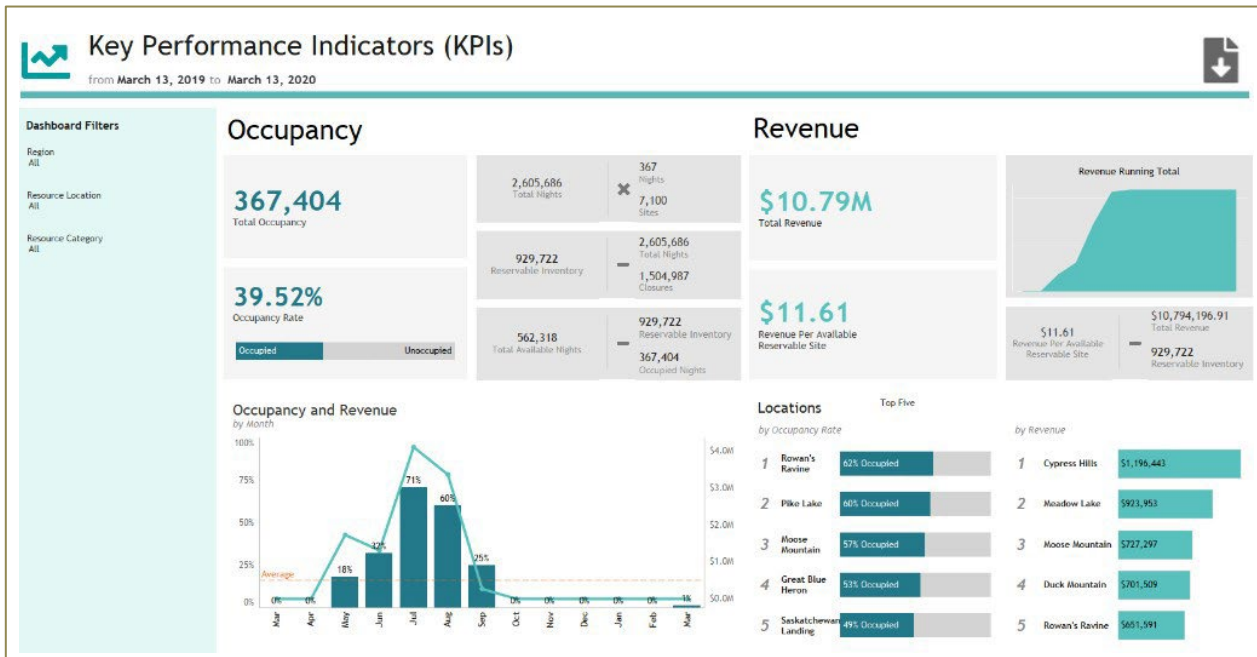 Key Performance Indicators (KPIs)
from March 13, 2019 to March 13, 2020
Dashboard Filters
Region
All
Resource Location
All
Resource Category
All
Occupancy
367,404
Total Occupancy
39.52%
Occupancy Rate
Occupied
Unoccupied
2,605,686
Total Nights
367
Nights
7,100
Sites
929,722
Reservable Inventory
2,605,686
Total Nights
1,504,987
Closures
562,318
Total Available Nights
929,722
Reservable Inventory
367,404
Occupied Nights
Revenue
$10.79M
Total Revenue
$11.61
Revenue Per Available
Reservable Site
Revenue Running Total
$11.61
Revenue Per Available
Reservable Site
$10,794,196.91
Total Revenue
929,722
Reservable Inventory
Occupancy and Revenue
by Month
100%
75%
50%
25%
0%
Average
0%
0%
18%
32%
71%
60%
25%
0%
0%
0%
0%
0%
1%
$4.0M
$3.0M
$2.0M
$1.0M
$0.0M
Mar
Apr
May
Jun
Jul
Aug
Sep
Oct
Nov
Dec
Jan
Feb
Mar
Locations
Top Five
by Occupancy Rate
1 Rowan's
Ravine
62% Occupied
2 Pike Lake
60% Occupied
3 Moose
Mountain
57% Occupied
4 Great Blue
Heron
53% Occupied
5 Saskatchewan
Landing
49% Occupied
by Revenue
1 Cypress Hills $1,196,443
2 Meadow Lake $923,953
3 Moose Mountain $727,297
4 Duck Mountain $701,509
5 Rowan's Ravine $651,591